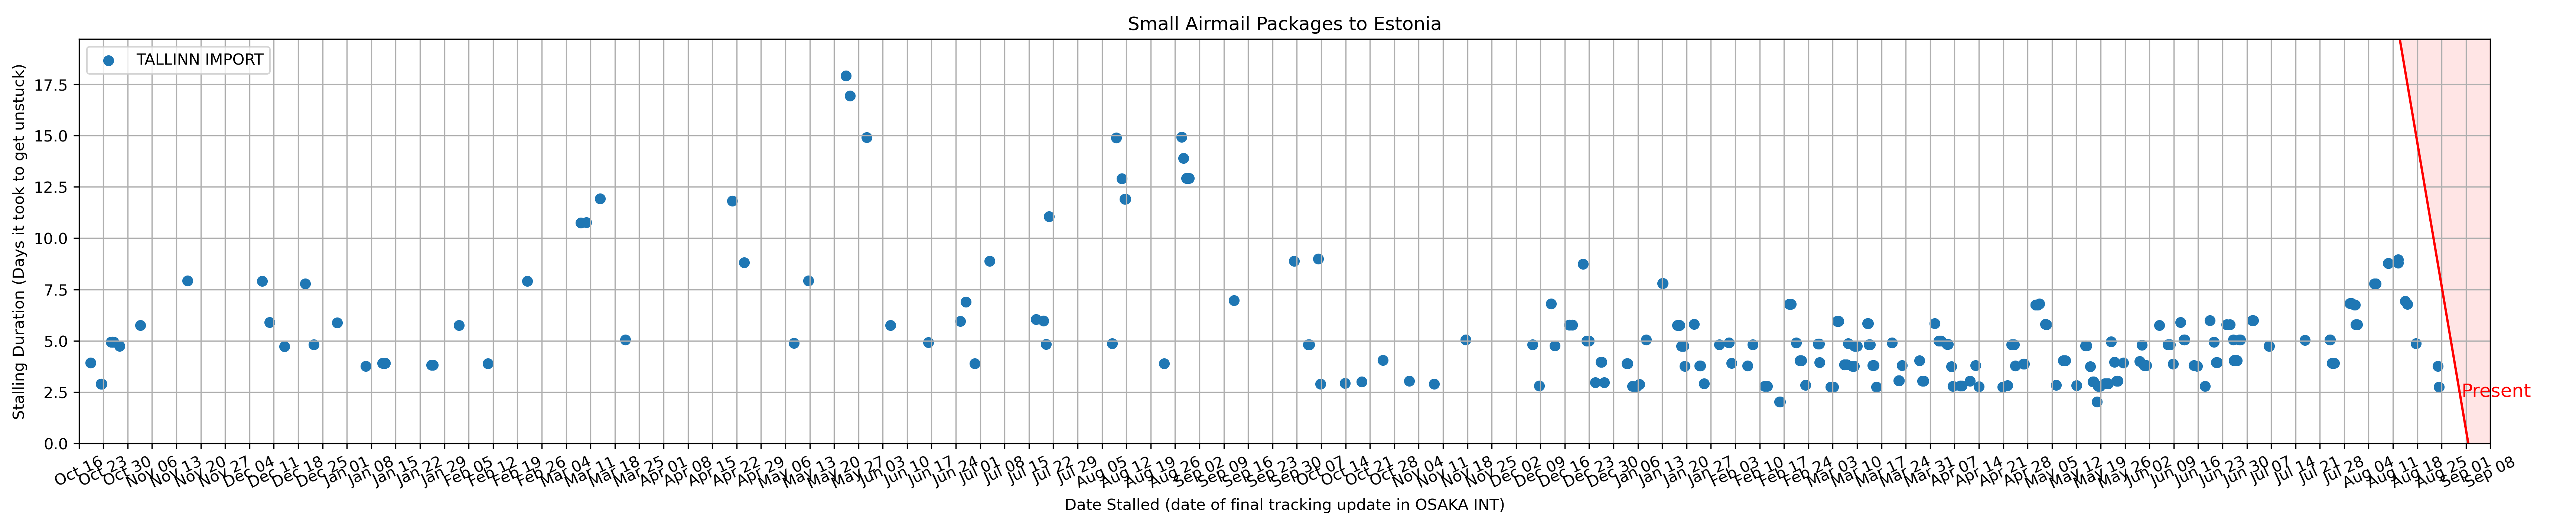 Small Airmail Packages to Estonia
TALLINN IMPORT
Stalling Duration (Days it took to get unstuck)
17.5
15.0
12.5
10.0
7.5
5.0
2.5
0.0
Present
Oct 16
Oct 23
Oct 30
Nov 06
Nov 13
Nov 20
Nov 27
Dec 04
Dec 11
Dec 18
Dec 25
Jan 01
Jan 08
Jan 15
Jan 22
Jan 29
Feb 05
Feb 12
Feb 19
Feb 26
Mar 04
Mar 11
Mar 18
Mar 25
Apr 01
Apr 08
Apr 15
Apr 22
Apr 29
May 06
May 13
May 20
May 27
Jun 03
Jun 10
Jun 17
Jun 24
Jul 01
Jul 08
Jul 15
Jul 22
Jul 29
Aug 05
Aug 12
Aug 19
Aug 26
Sep 02
Sep 09
Sep 16
Sep 23
Sep 30
Oct 07
Oct 14
Oct 21
Oct 28
Nov 04
Nov 11
Nov 18
Nov 25
Dec 02
Dec 09
Dec 16
Dec 23
Dec 30
Jan 06
Jan 13
Jan 20
Jan 27
Feb 03
Feb 10
Feb 17
Feb 24
Mar 03
Mar 10
Mar 17
Mar 24
Mar 31
Apr 07
Apr 14
Apr 21
Apr 28
May 05
May 12
May 19
May 26
Jun 02
Jun 09
Jun 16
Jun 23
Jun 30
Jul 07
Jul 14
Jul 21
Jul 28
Aug 04
Aug 11
Aug 18
Aug 25
Sep 01
Sep 08
Date Stalled (date of final tracking update in OSAKA INT)